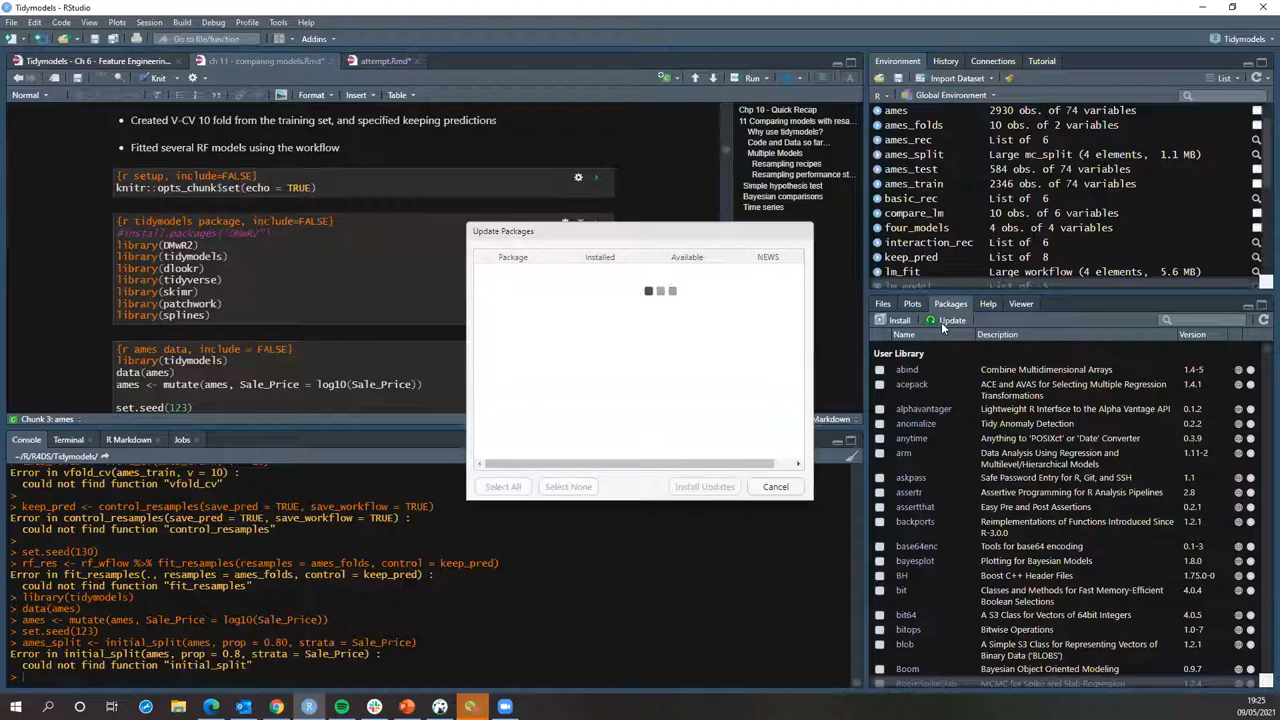 Tidymodels - RStudio
File Edit Code View Plots Session Build Debug Profile Tools Help
Go to file/function Addins Tidymodels
Tidymodels - Ch 6 - Feature Engineering... ch 11 - comparing models.Rmd* attempt.Rmd*
Knit Run
Normal Format Insert Table
• Created V-CV 10 fold from the training set, and specified keeping predictions
• Fitted several RF models using the workflow
{r setup, include=FALSE}
knitr::opts_chunk$set(echo = TRUE)
{r tidymodels package, include=FALSE}
#install.packages("DMwR2")
library(DMwR2)
library(tidymodels)
library(dlookr)
library(tidyverse)
library(skimr)
library(patchwork)
library(splines)
{r ames data, include = FALSE}
library(tidymodels)
data(ames)
ames <- mutate(ames, Sale_Price = log10(Sale_Price))
set.seed(123)
Chunk 3: ames
Markdown
Chp 10 - Quick Recap
11 Comparing models with resa...
Why use tidymodels?
Code and Data so far...
Multiple Models
Resampling recipes
Resampling performance st...
Simple hypothesis test
Bayesian comparisons
Time series
Update Packages
Package Installed Available NEWS
Select All Select None Install Updates Cancel
Console Terminal R Markdown Jobs
~/R/R4DS/Tidymodels/
Error in vfold_cv(ames_train, v = 10) :
could not find function "vfold_cv"
>
> keep_pred <- control_resamples(save_pred = TRUE, save_workflow = TRUE)
Error in control_resamples(save_pred = TRUE, save_workflow = TRUE) :
could not find function "control_resamples"
>
> set.seed(130)
> rf_res <- rf_wflow %>% fit_resamples(resamples = ames_folds, control = keep_pred)
Error in fit_resamples(., resamples = ames_folds, control = keep_pred) :
could not find function "fit_resamples"
> library(tidymodels)
> data(ames)
> ames <- mutate(ames, Sale_Price = log10(Sale_Price))
> set.seed(123)
> ames_split <- initial_split(ames, prop = 0.80, strata = Sale_Price)
Error in initial_split(ames, prop = 0.8, strata = Sale_Price) :
could not find function "initial_split"
>
Environment History Connections Tutorial
Import Dataset List
R Global Environment
ames 2930 obs. of 74 variables
ames_folds 10 obs. of 2 variables
ames_rec List of 6
ames_split Large mc_split (4 elements, 1.1 MB)
ames_test 584 obs. of 74 variables
ames_train 2346 obs. of 74 variables
basic_rec List of 6
compare_lm 10 obs. of 6 variables
four_models 4 obs. of 4 variables
interaction_rec List of 6
keep_pred List of 8
lm_fit Large workflow (4 elements, 5.6 MB)
Files Plots Packages Help Viewer
Install Update
Name Description Version
User Library
abind Combine Multidimensional Arrays 1.4-5
acepack ACE and AVAS for Selecting Multiple Regression Transformations 1.4.1
alphavantager Lightweight R Interface to the Alpha Vantage API 0.1.2
anomalize Tidy Anomaly Detection 0.2.2
anytime Anything to 'POSIXct' or 'Date' Converter 0.3.9
arm Data Analysis Using Regression and Multilevel/Hierarchical Models 1.11-2
askpass Safe Password Entry for R, Git, and SSH 1.1
assertr Assertive Programming for R Analysis Pipelines 2.8
assertthat Easy Pre and Post Assertions 0.2.1
backports Reimplementations of Functions Introduced Since R-3.0.0 1.2.1
base64enc Tools for base64 encoding 0.1-3
bayesplot Plotting for Bayesian Models 1.8.0
BH Boost C++ Header Files 1.75.0-0
bit Classes and Methods for Fast Memory-Efficient Boolean Selections 4.0.4
bit64 A S3 Class for Vectors of 64bit Integers 4.0.5
bitops Bitwise Operations 1.0-7
blob A Simple S3 Class for Representing Vectors of Binary Data ('BLOBS') 1.2.1
Boom Bayesian Object Oriented Modeling 0.9.7
BoomSpikeSlab MCMC for Spike and Slab Regression 1.2.4
19:25
09/05/2021